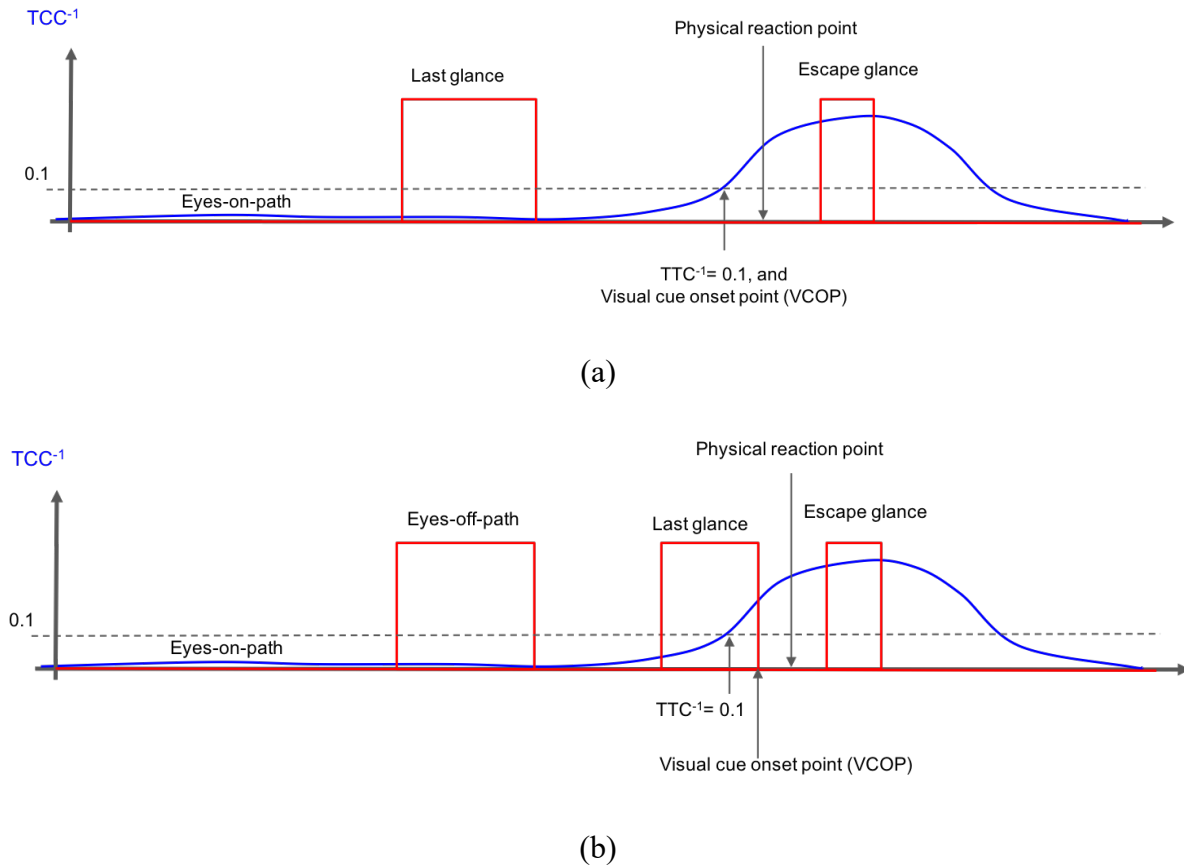 TCC⁻¹
Physical reaction point
Last glance
Escape glance
0.1
Eyes-on-path
TTC⁻¹= 0.1, and
Visual cue onset point (VCOP)
(a)
Physical reaction point
TCC⁻¹
Eyes-off-path
Last glance
Escape glance
0.1
Eyes-on-path
TTC⁻¹= 0.1
Visual cue onset point (VCOP)
(b)